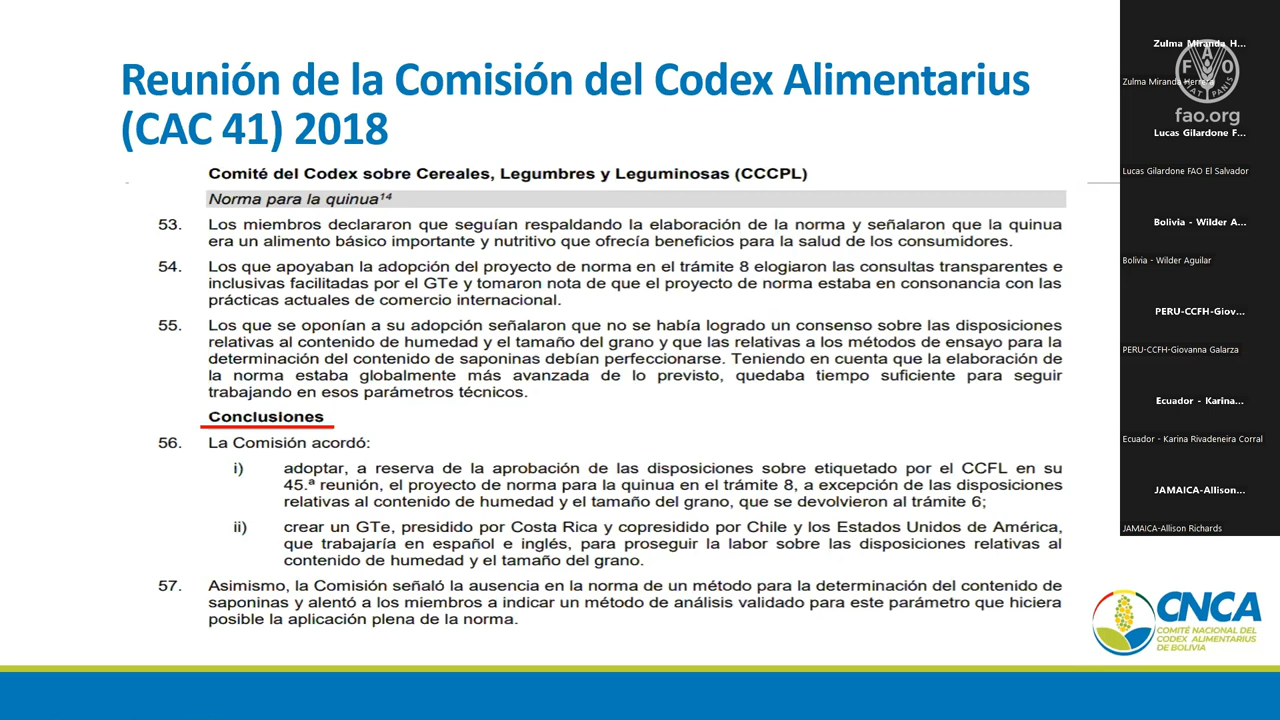 Reunión de la Comisión del Codex Alimentarius
(CAC 41) 2018
Comité del Codex sobre Cereales, Legumbres y Leguminosas (CCCPL)
Norma para la quinua¹⁴
53. Los miembros declararon que seguían respaldando la elaboración de la norma y señalaron que la quinua
era un alimento básico importante y nutritivo que ofrecía beneficios para la salud de los consumidores.
54. Los que apoyaban la adopción del proyecto de norma en el trámite 8 elogiaron las consultas transparentes e
inclusivas facilitadas por el GTe y tomaron nota de que el proyecto de norma estaba en consonancia con las
prácticas actuales de comercio internacional.
55. Los que se oponían a su adopción señalaron que no se había logrado un consenso sobre las disposiciones
relativas al contenido de humedad y el tamaño del grano y que las relativas a los métodos de ensayo para la
determinación del contenido de saponinas debían perfeccionarse. Teniendo en cuenta que la elaboración de
la norma estaba globalmente más avanzada de lo previsto, quedaba tiempo suficiente para seguir
trabajando en esos parámetros técnicos.
Conclusiones
56. La Comisión acordó:
i) adoptar, a reserva de la aprobación de las disposiciones sobre etiquetado por el CCFL en su
45.ª reunión, el proyecto de norma para la quinua en el trámite 8, a excepción de las disposiciones
relativas al contenido de humedad y el tamaño del grano, que se devolvieron al trámite 6;
ii) crear un GTe, presidido por Costa Rica y copresidido por Chile y los Estados Unidos de América,
que trabajaría en español e inglés, para proseguir la labor sobre las disposiciones relativas al
contenido de humedad y el tamaño del grano.
57. Asimismo, la Comisión señaló la ausencia en la norma de un método para la determinación del contenido de
saponinas y alentó a los miembros a indicar un método de análisis validado para este parámetro que hiciera
posible la aplicación plena de la norma.
Zulma Miranda H...
Zulma Miranda Herrera
FAO
FIAT PANIS
fao.org
Lucas Gilardone F...
Lucas Gilardone FAO El Salvador
Bolivia - Wilder A...
Bolivia - Wilder Aguilar
PERU-CCFH-Giov...
PERU-CCFH-Giovanna Galarza
Ecuador - Karina...
Ecuador - Karina Rivadeneira Corral
JAMAICA-Allison...
JAMAICA-Allison Richards
CNCA
COMITÉ NACIONAL DEL
CODEX ALIMENTARIUS
DE BOLIVIA